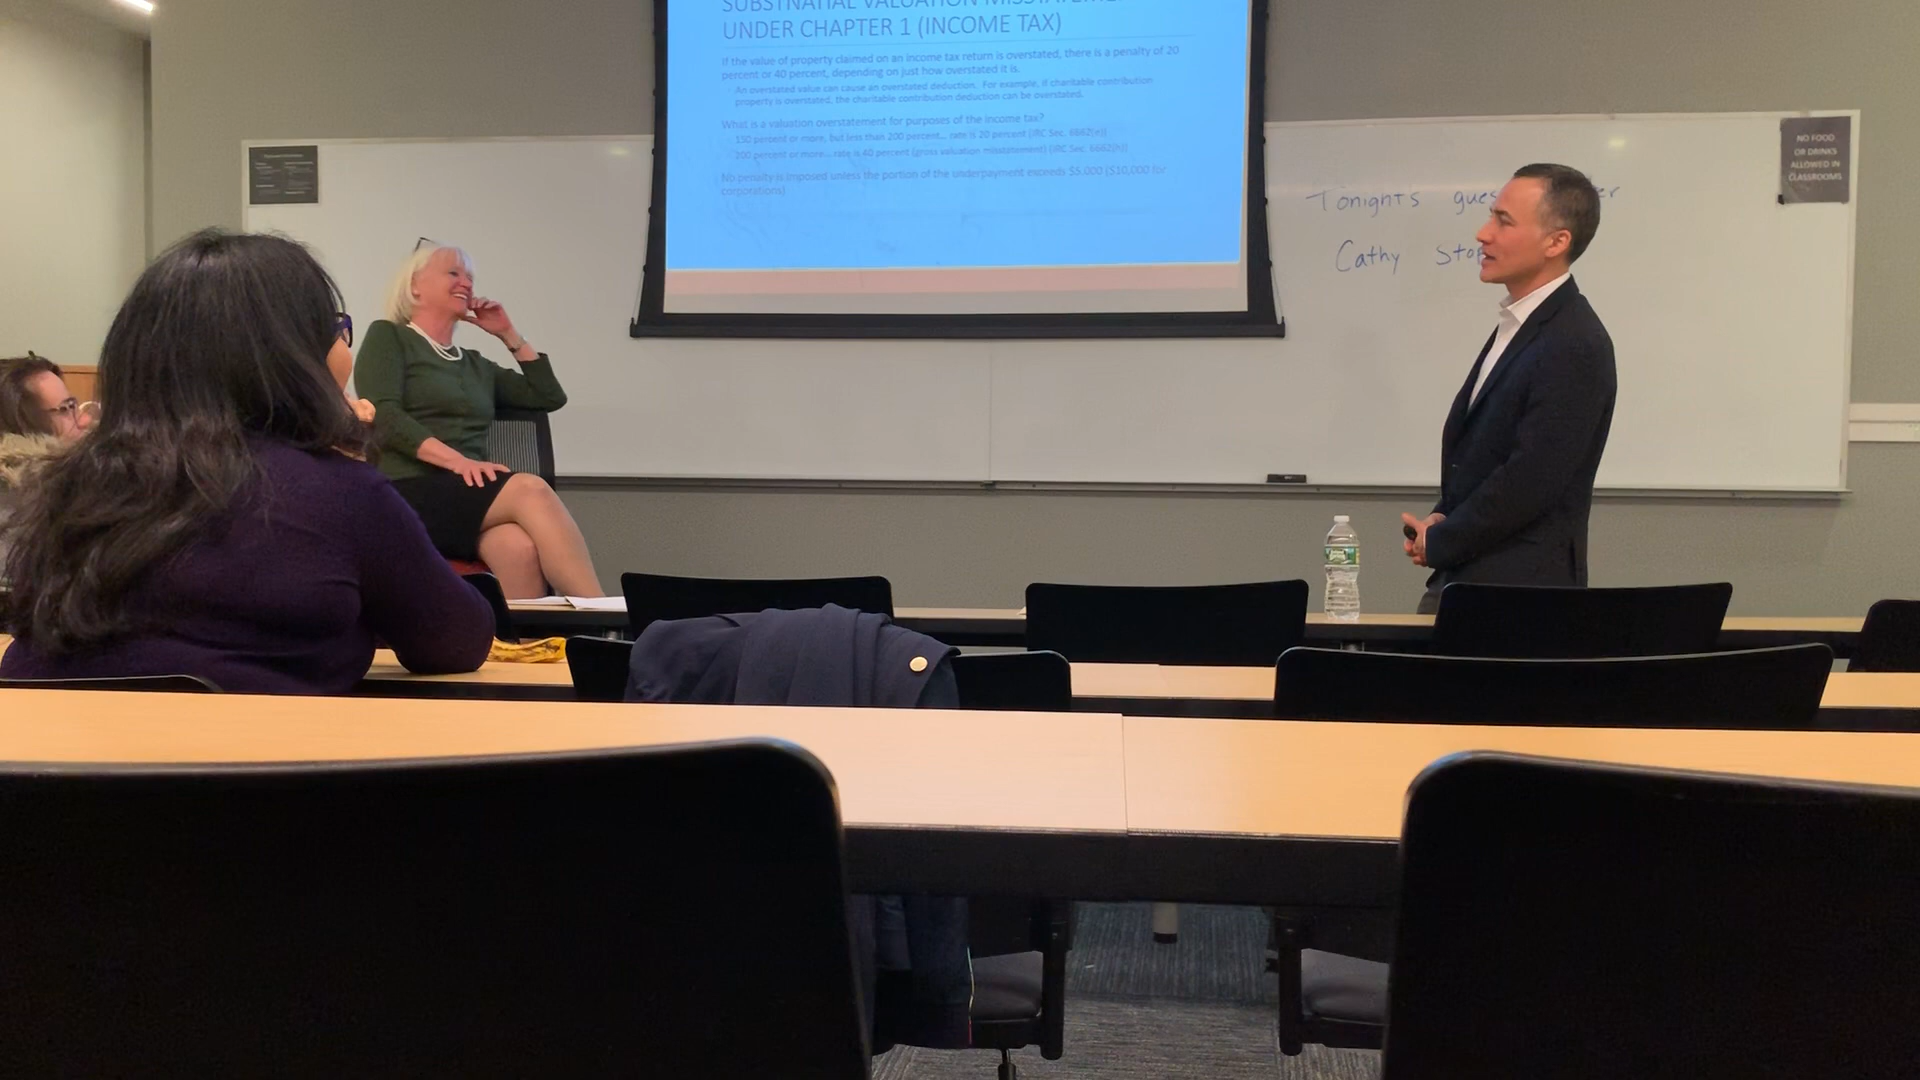 SUBSTNATIAL VALUATION
UNDER CHAPTER 1 (INCOME TAX)
If the value of property claimed on an income tax return is overstated, there is a penalty of 20
percent or 40 percent, depending on just how overstated it is.
An overstated value can cause an overstated deduction. For example, if charitable contribution
property is overstated, the charitable contribution deduction can be overstated.
What is a valuation overstatement for purposes of the income tax?
150 percent or more, but less than 200 percent... rate is 20 percent (IRC Sec. 6662(e))
200 percent or more... rate is 40 percent (gross valuation misstatement) (IRC Sec. 6662(h))
No penalty is imposed unless the portion of the underpayment exceeds $5,000 ($10,000 for
corporations)
Tonights
Cathy
NO FOOD
OR DRINKS
ALLOWED IN
CLASSROOMS